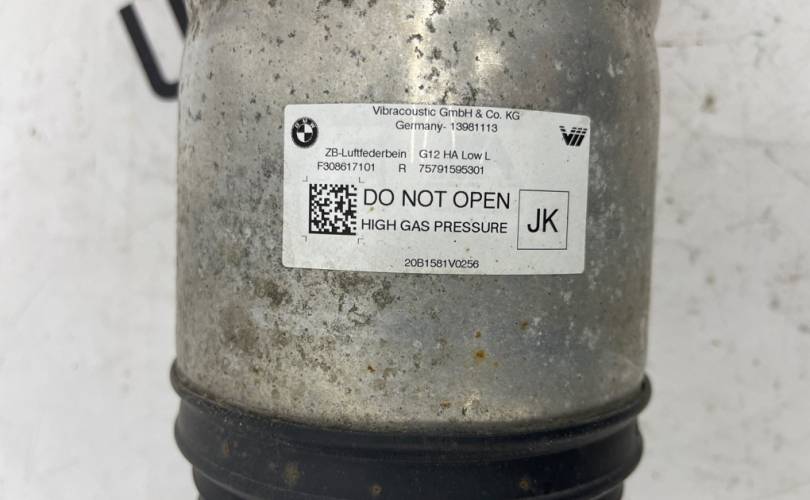 Vibracoustic GmbH & Co. KG
Germany- 13981113
BMW
ZB-Luftfederbein G12 HA Low L
F308617101 R 75791595301
DO NOT OPEN
HIGH GAS PRESSURE
JK
20B1581V0256